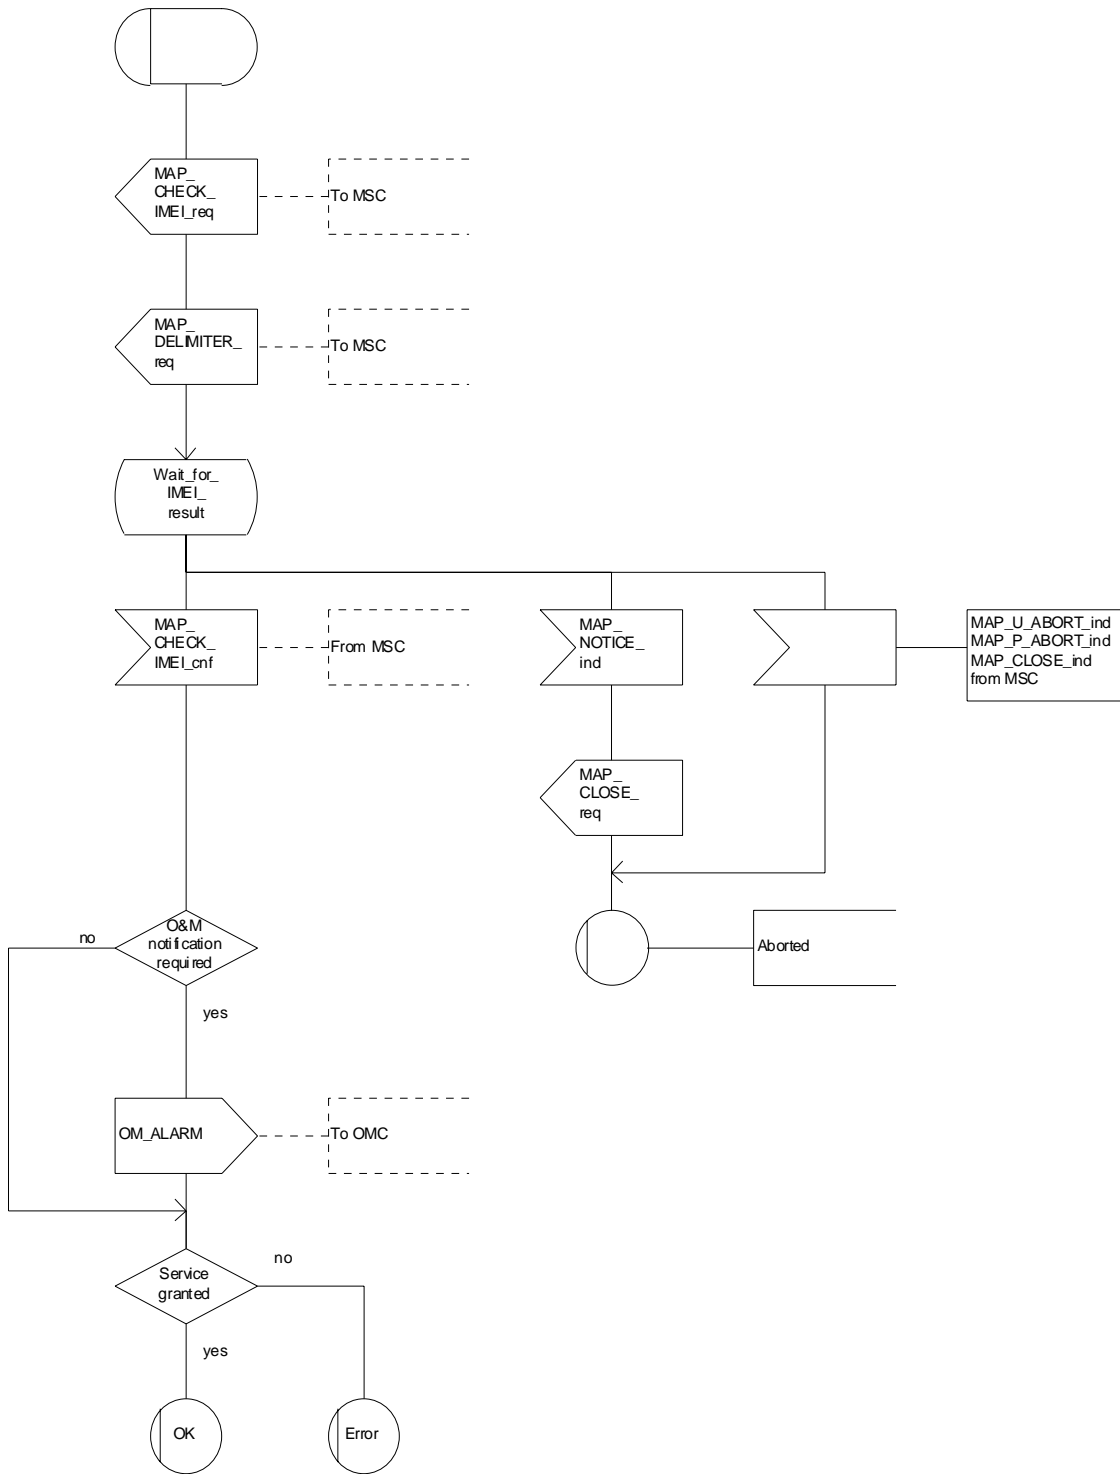 MAP_
CHECK_
IMEI_req
To MSC
MAP_
DELIMITER_
req
To MSC
Wait_for_
IMEI_
result
MAP_
CHECK_
IMEI_cnf
From MSC
MAP_
NOTICE_
ind
MAP_U_ABORT_ind
MAP_P_ABORT_ind
MAP_CLOSE_ind
from MSC
MAP_
CLOSE_
req
O&M
notification
required
no
yes
Aborted
OM_ALARM
To OMC
Service
granted
no
yes
OK
Error